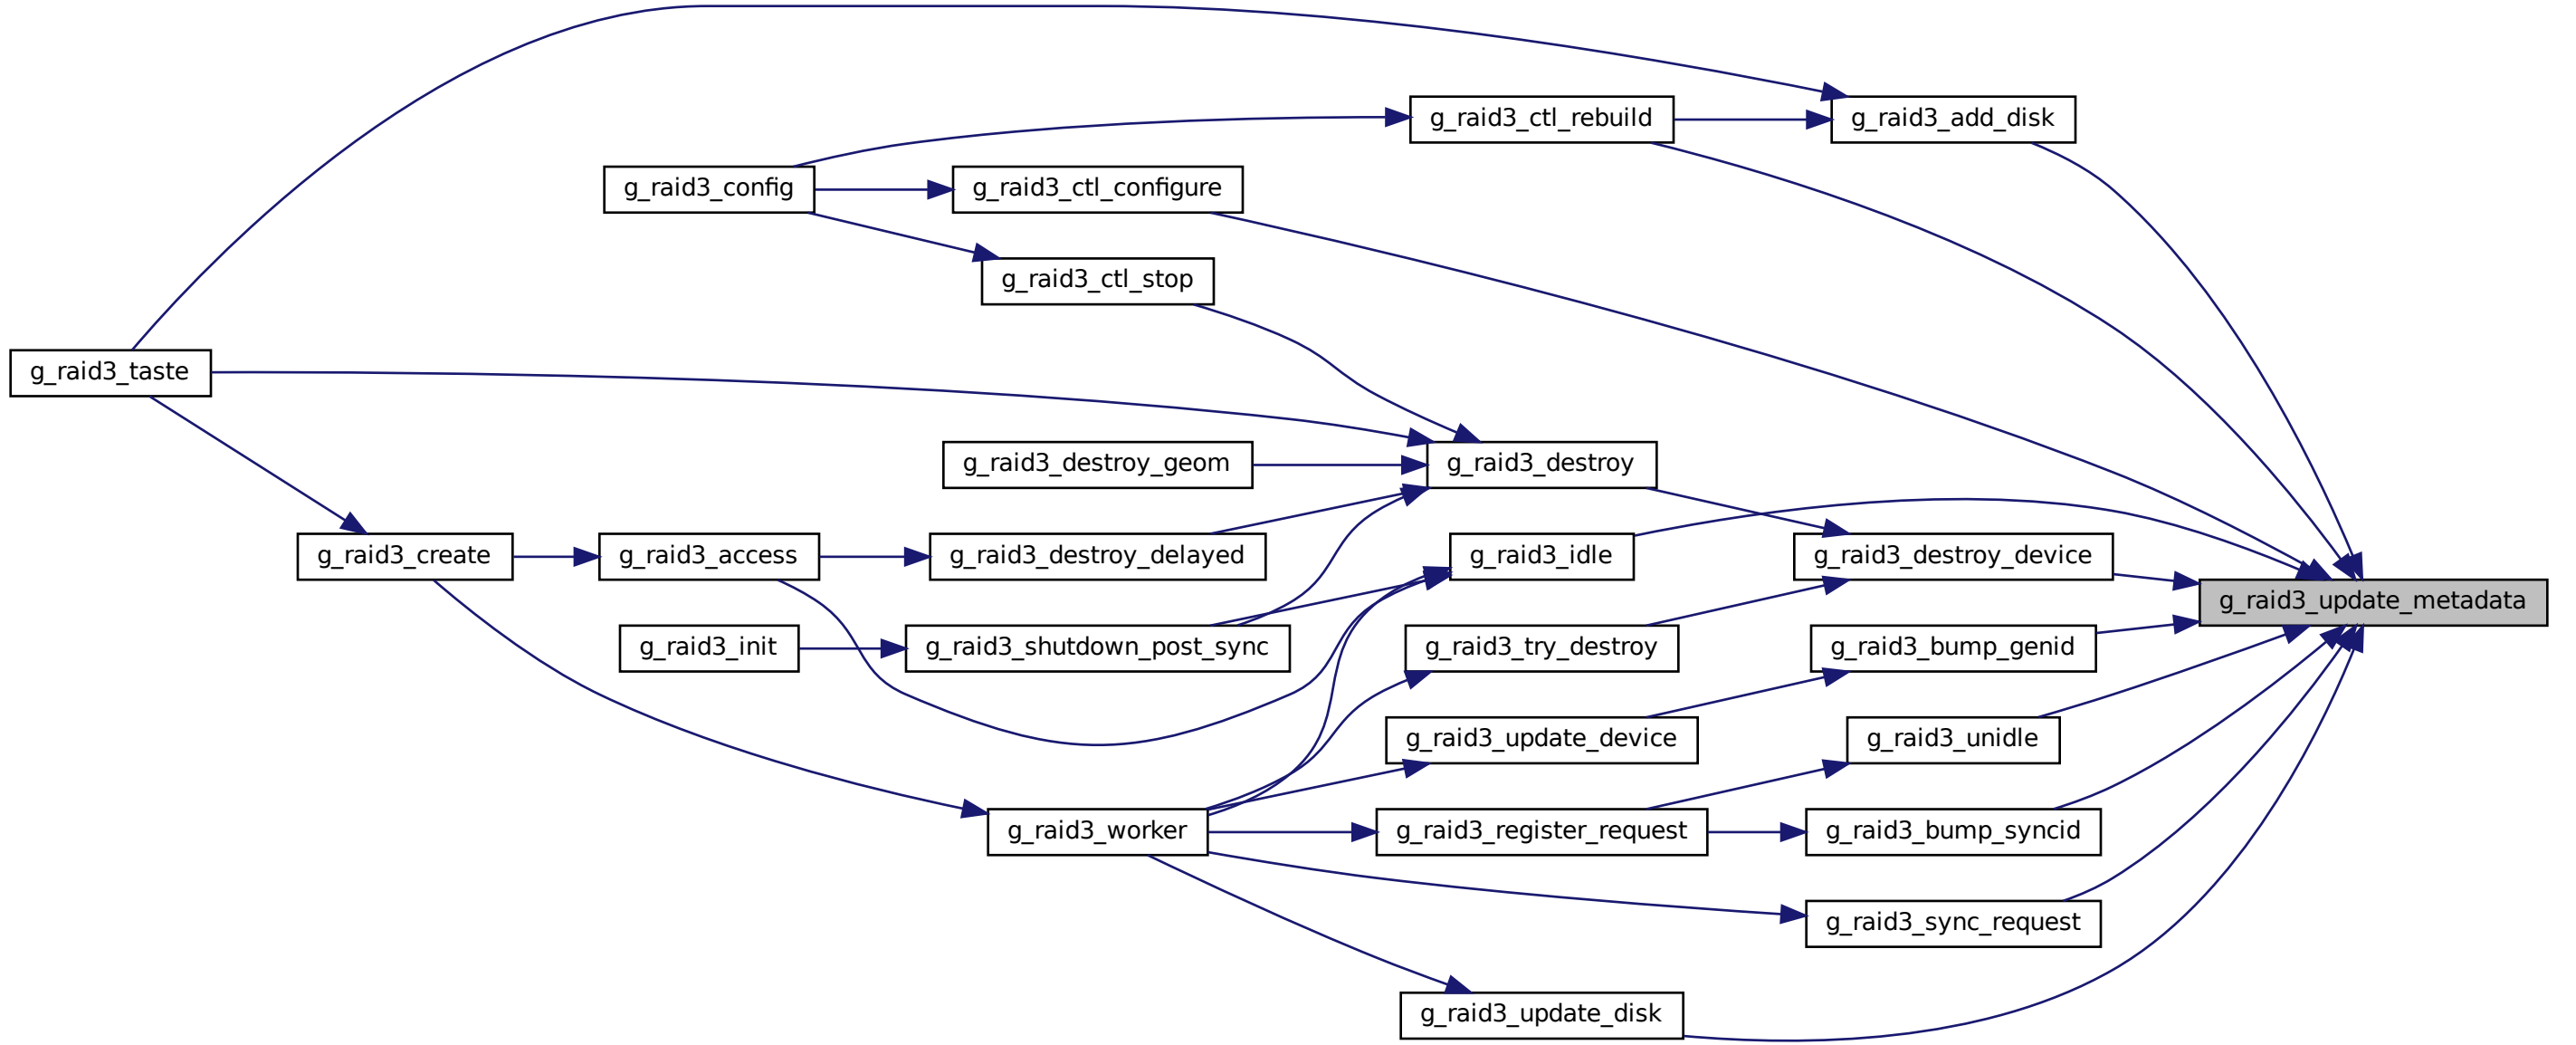 g_raid3_add_disk
g_raid3_ctl_rebuild
g_raid3_config
g_raid3_ctl_configure
g_raid3_ctl_stop
g_raid3_taste
g_raid3_destroy_geom
g_raid3_destroy
g_raid3_create
g_raid3_access
g_raid3_destroy_delayed
g_raid3_idle
g_raid3_destroy_device
g_raid3_update_metadata
g_raid3_init
g_raid3_shutdown_post_sync
g_raid3_try_destroy
g_raid3_bump_genid
g_raid3_update_device
g_raid3_unidle
g_raid3_worker
g_raid3_register_request
g_raid3_bump_syncid
g_raid3_sync_request
g_raid3_update_disk